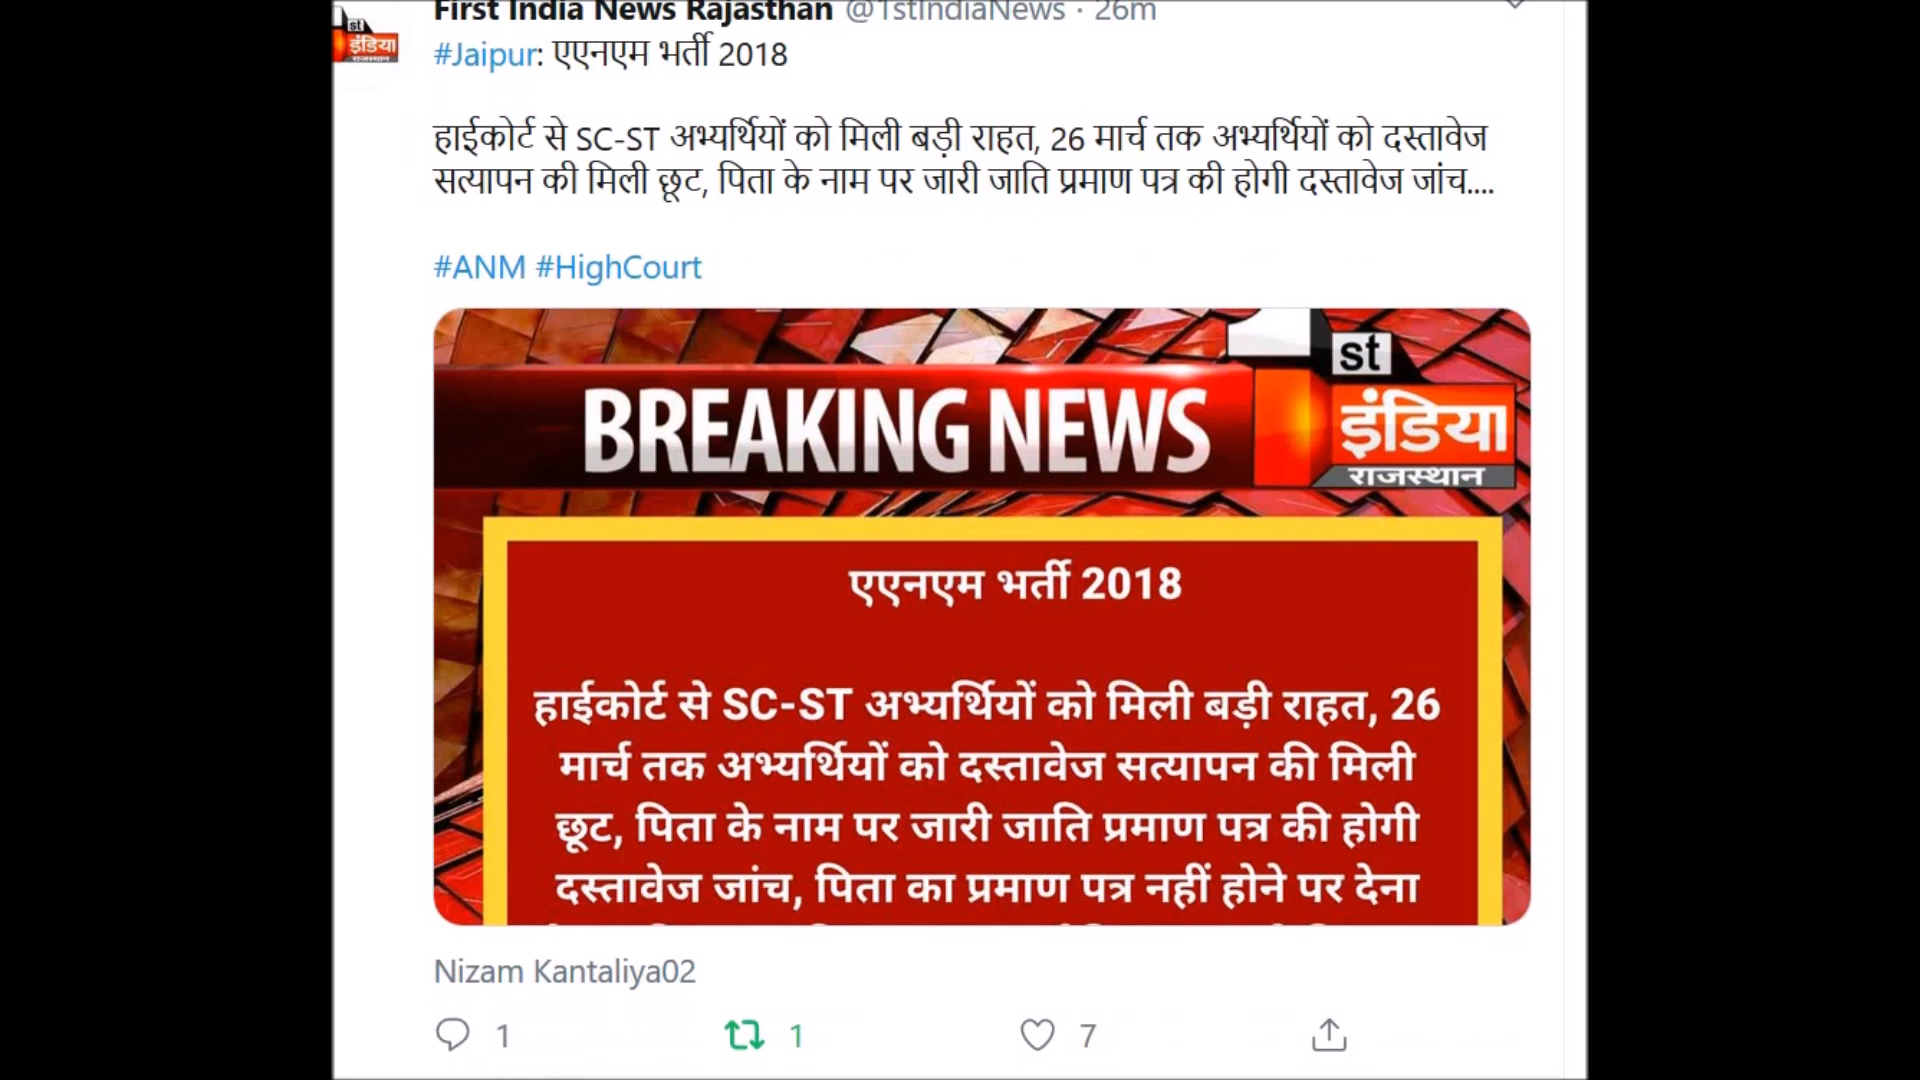 First India News Rajasthan @1stIndiaNews · 26m
st
इंडिया
राजस्थान
#Jaipur: एएनएम भर्ती 2018
हाईकोर्ट से SC-ST अभ्यर्थियों को मिली बड़ी राहत, 26 मार्च तक अभ्यर्थियों को दस्तावेज
सत्यापन की मिली छूट, पिता के नाम पर जारी जाति प्रमाण पत्र की होगी दस्तावेज जांच....
#ANM #HighCourt
BREAKING NEWS
1st
इंडिया
राजस्थान
एएनएम भर्ती 2018
हाईकोर्ट से SC-ST अभ्यर्थियों को मिली बड़ी राहत, 26
मार्च तक अभ्यर्थियों को दस्तावेज सत्यापन की मिली
छूट, पिता के नाम पर जारी जाति प्रमाण पत्र की होगी
दस्तावेज जांच, पिता का प्रमाण पत्र नहीं होने पर देना
Nizam Kantaliya02
1 1 7